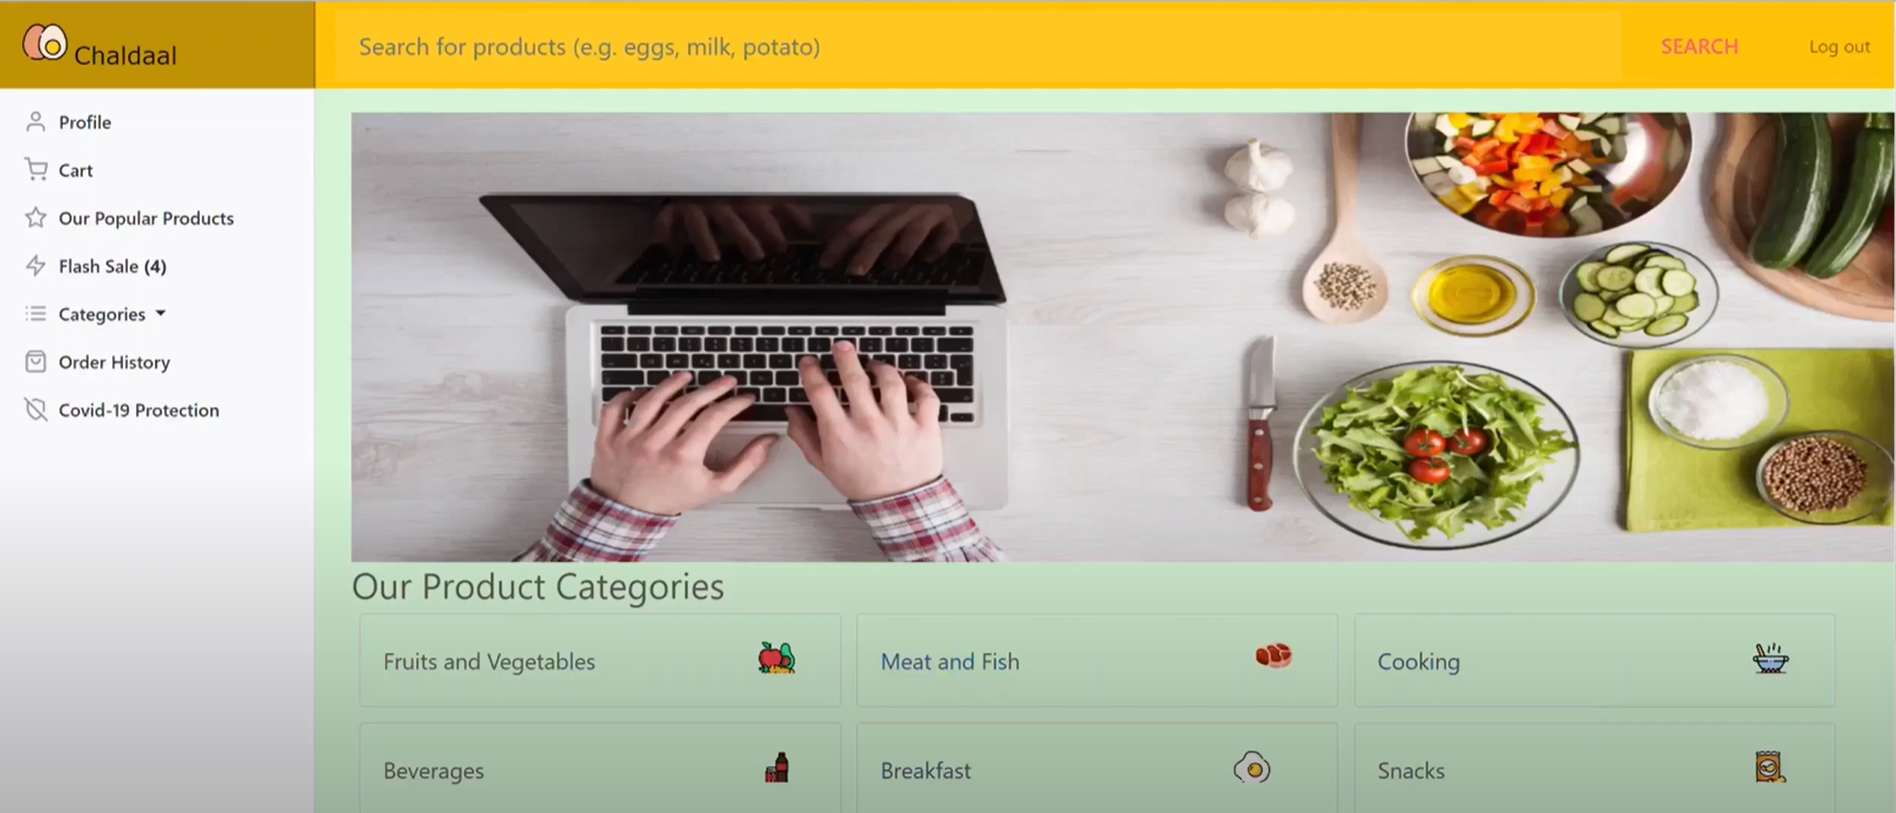 Chaldaal
Search for products (e.g. eggs, milk, potato)
SEARCH
Log out
Profile
Cart
Our Popular Products
Flash Sale (4)
Categories
Order History
Covid-19 Protection
Our Product Categories
Fruits and Vegetables
Meat and Fish
Cooking
Beverages
Breakfast
Snacks